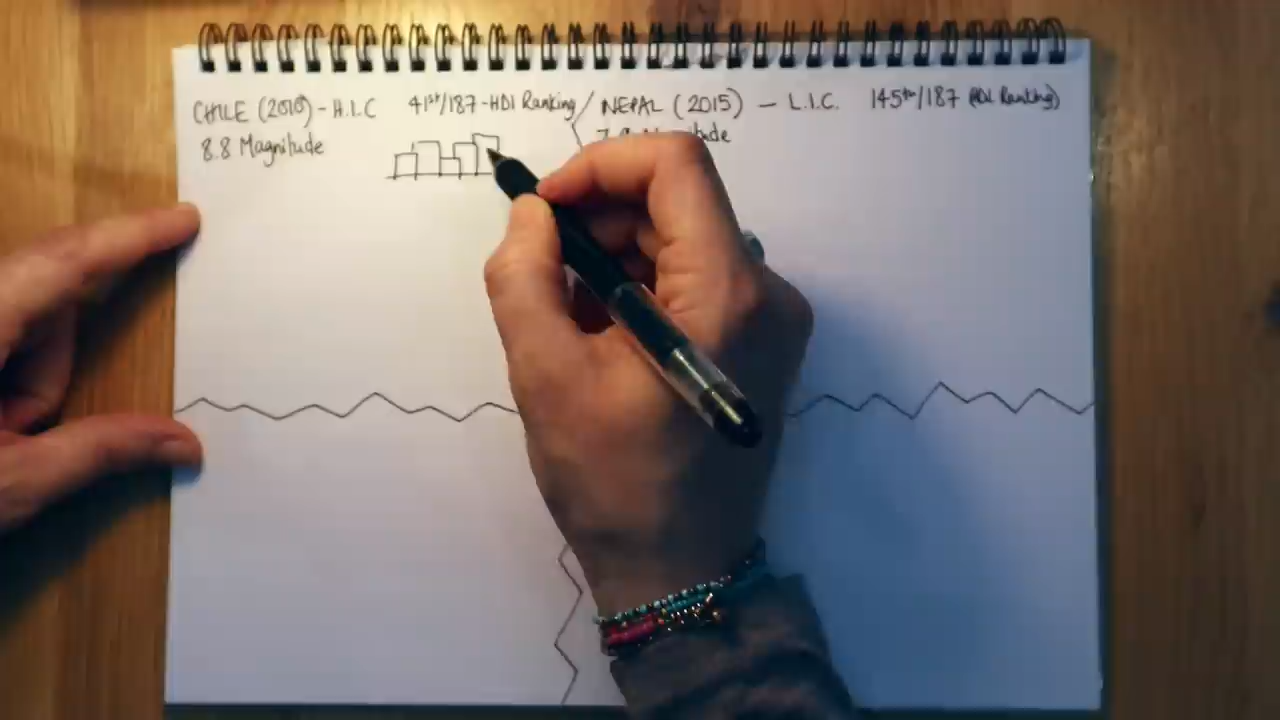 CHILE (2010) - H.I.C 41st/187 - HDI Ranking
8.8 Magnitude
NEPAL (2015) - L.I.C. 145th/187 (HDI Ranking)